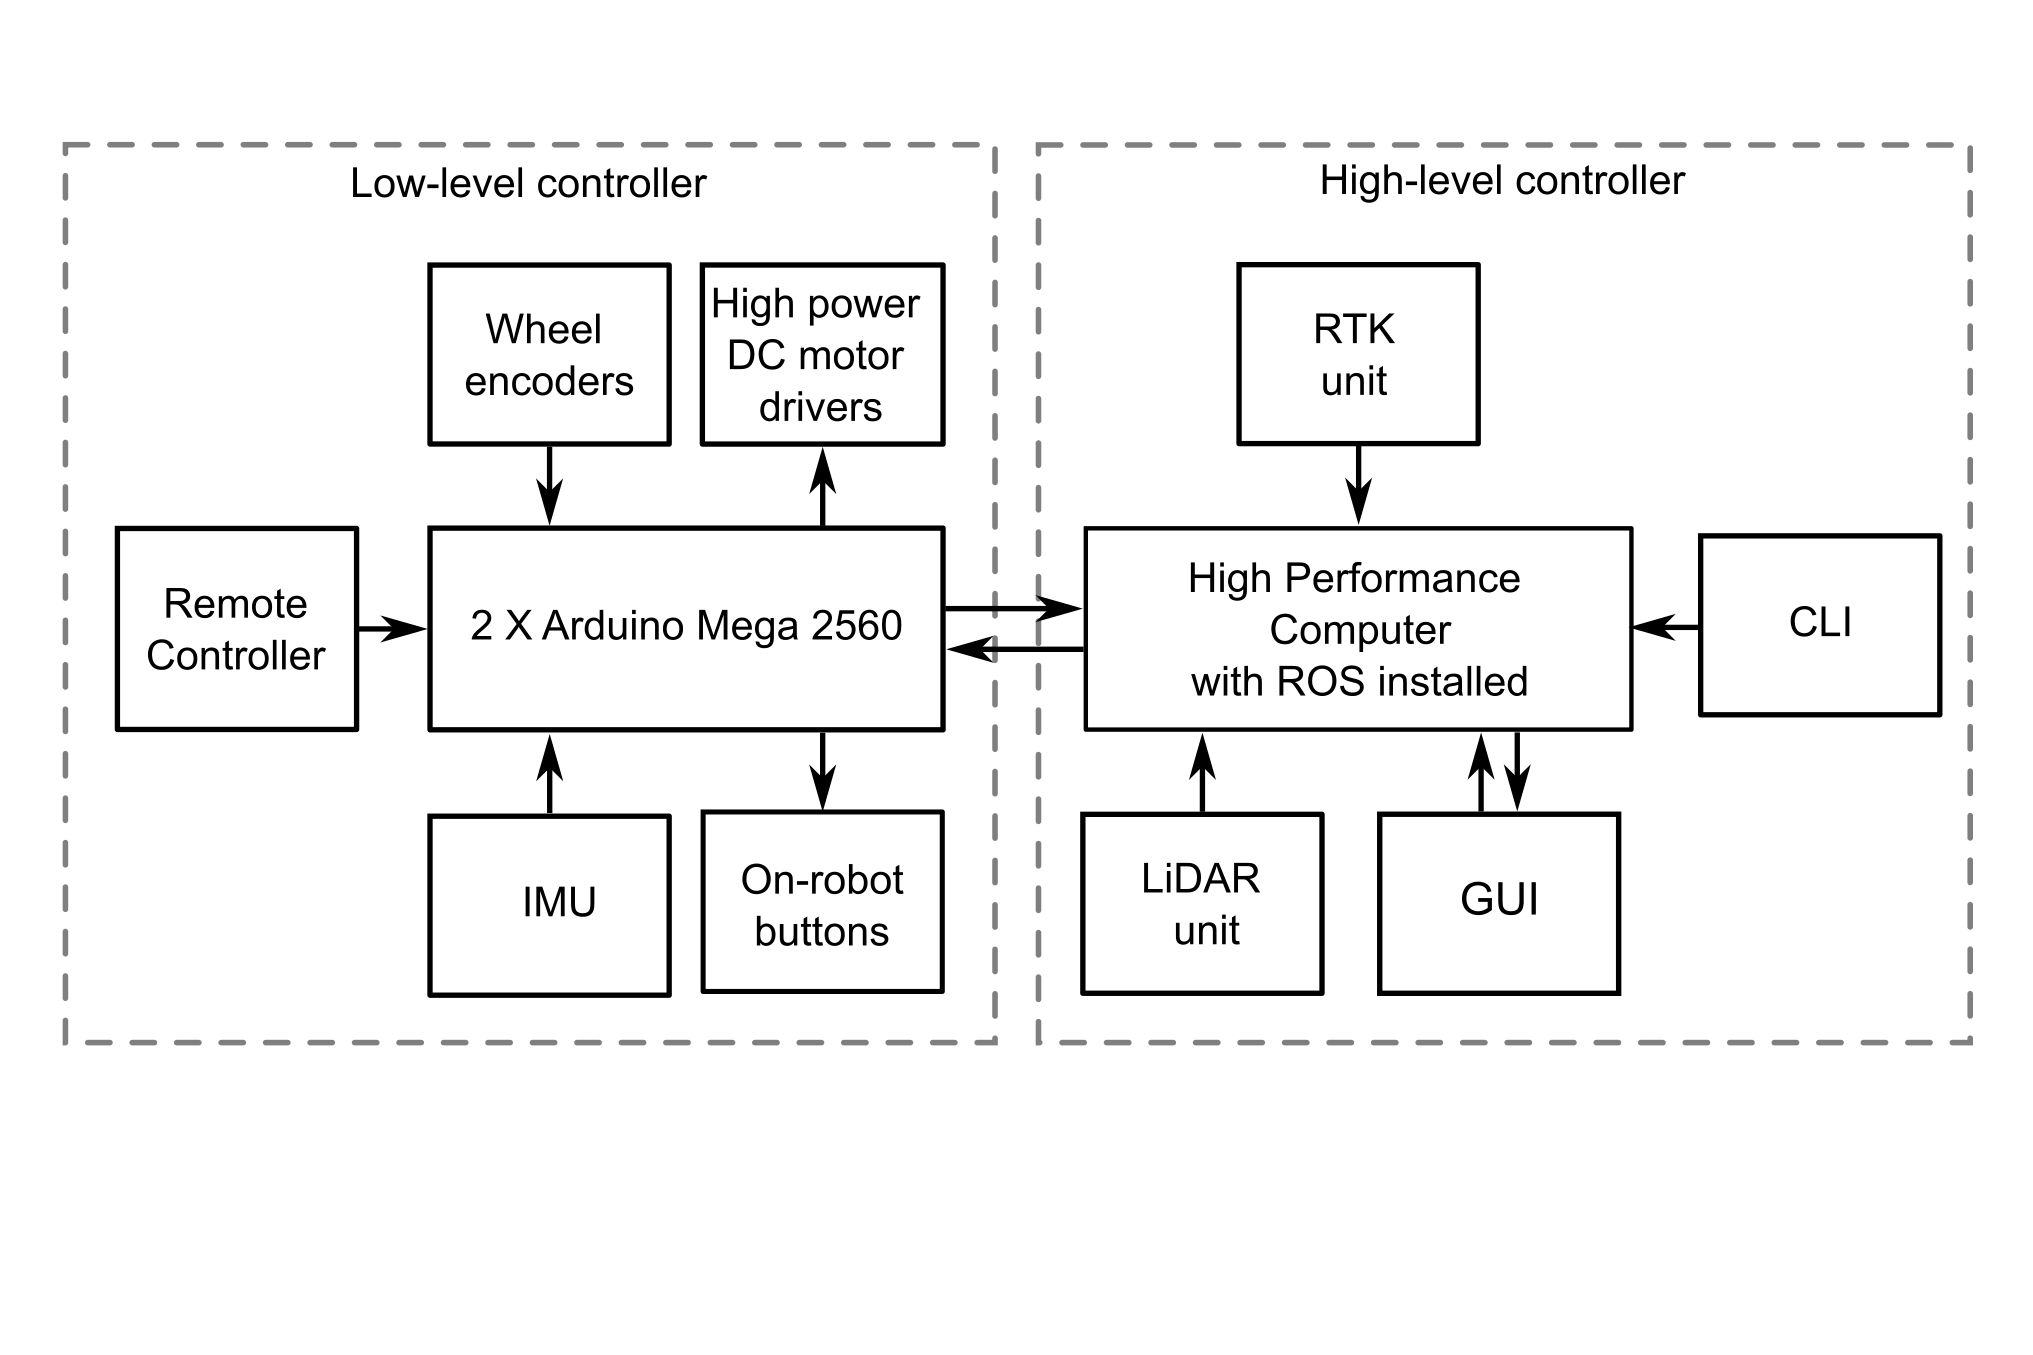 Low-level controller
Wheel
encoders
High power
DC motor
drivers
Remote
Controller
2 X Arduino Mega 2560
IMU
On-robot
buttons
High-level controller
RTK
unit
High Performance
Computer
with ROS installed
CLI
LiDAR
unit
GUI